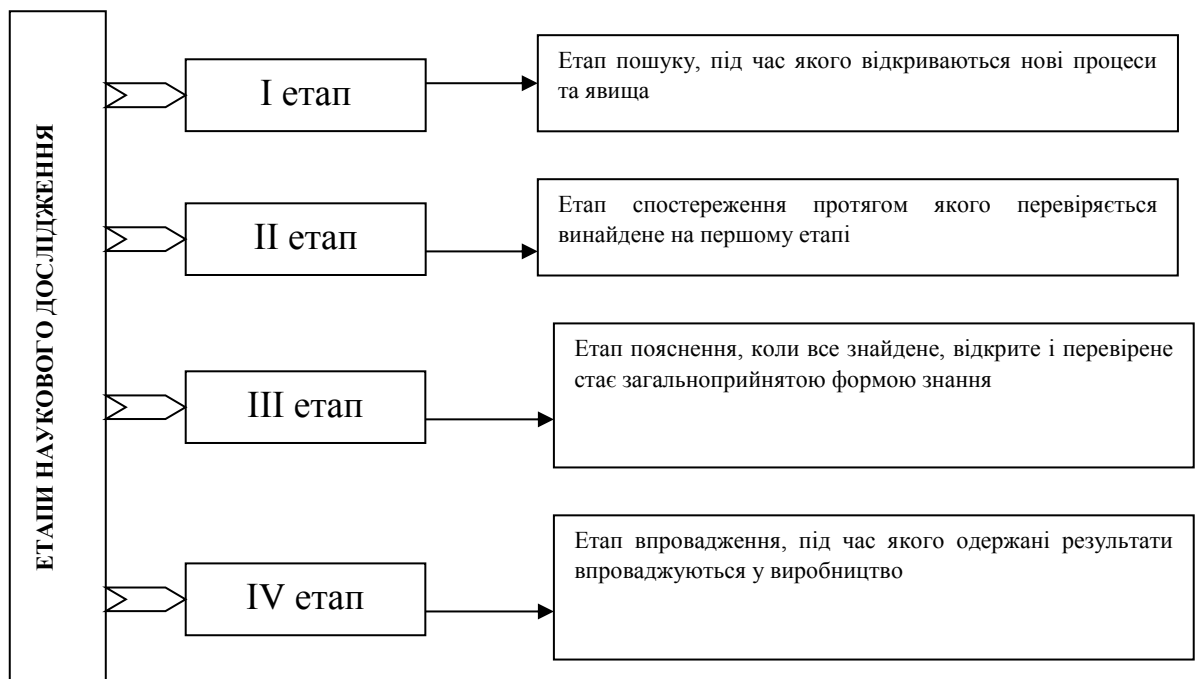 ЕТАПИ НАУКОВОГО ДОСЛІДЖЕННЯ
І етап
Етап пошуку, під час якого відкриваються нові процеси
та явища
ІІ етап
Етап спостереження протягом якого перевіряється
винайдене на першому етапі
ІІІ етап
Етап пояснення, коли все знайдене, відкрите і перевірене
стає загальноприйнятою формою знання
IV етап
Етап впровадження, під час якого одержані результати
впроваджуються у виробництво